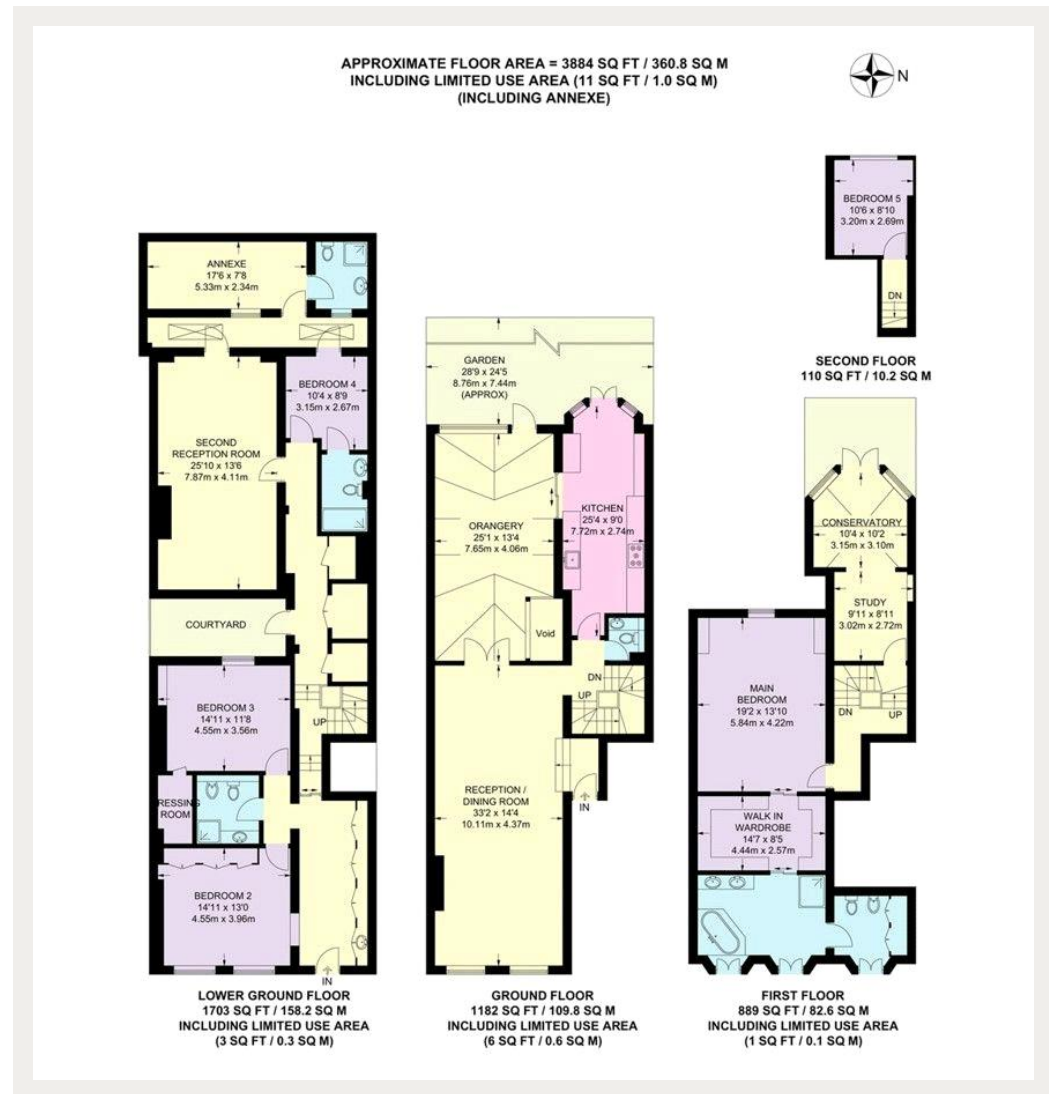 APPROXIMATE FLOOR AREA = 3884 SQ FT / 360.8 SQ M
INCLUDING LIMITED USE AREA (11 SQ FT / 1.0 SQ M)
(INCLUDING ANNEXE)
N
BEDROOM 5
10'6 x 8'10
3.20m x 2.69m
DN
SECOND FLOOR
110 SQ FT / 10.2 SQ M
ANNEXE
17'6 x 7'8
5.33m x 2.34m
BEDROOM 4
10'4 x 8'9
3.15m x 2.67m
SECOND
RECEPTION ROOM
25'10 x 13'6
7.87m x 4.11m
COURTYARD
BEDROOM 3
14'11 x 11'8
4.55m x 3.56m
UP
RESSING
ROOM
BEDROOM 2
14'11 x 13'0
4.55m x 3.96m
IN
LOWER GROUND FLOOR
1703 SQ FT / 158.2 SQ M
INCLUDING LIMITED USE AREA
(3 SQ FT / 0.3 SQ M)
GARDEN
28'9 x 24'5
8.76m x 7.44m
(APPROX)
KITCHEN
25'4 x 9'0
7.72m x 2.74m
ORANGERY
25'1 x 13'4
7.65m x 4.06m
Void
DN
UP
RECEPTION /
DINING ROOM
33'2 x 14'4
10.11m x 4.37m
IN
GROUND FLOOR
1182 SQ FT / 109.8 SQ M
INCLUDING LIMITED USE AREA
(6 SQ FT / 0.6 SQ M)
CONSERVATORY
10'4 x 10'2
3.15m x 3.10m
STUDY
9'11 x 8'11
3.02m x 2.72m
MAIN
BEDROOM
19'2 x 13'10
5.84m x 4.22m
DN
UP
WALK IN
WARDROBE
14'7 x 8'5
4.44m x 2.57m
FIRST FLOOR
889 SQ FT / 82.6 SQ M
INCLUDING LIMITED USE AREA
(1 SQ FT / 0.1 SQ M)